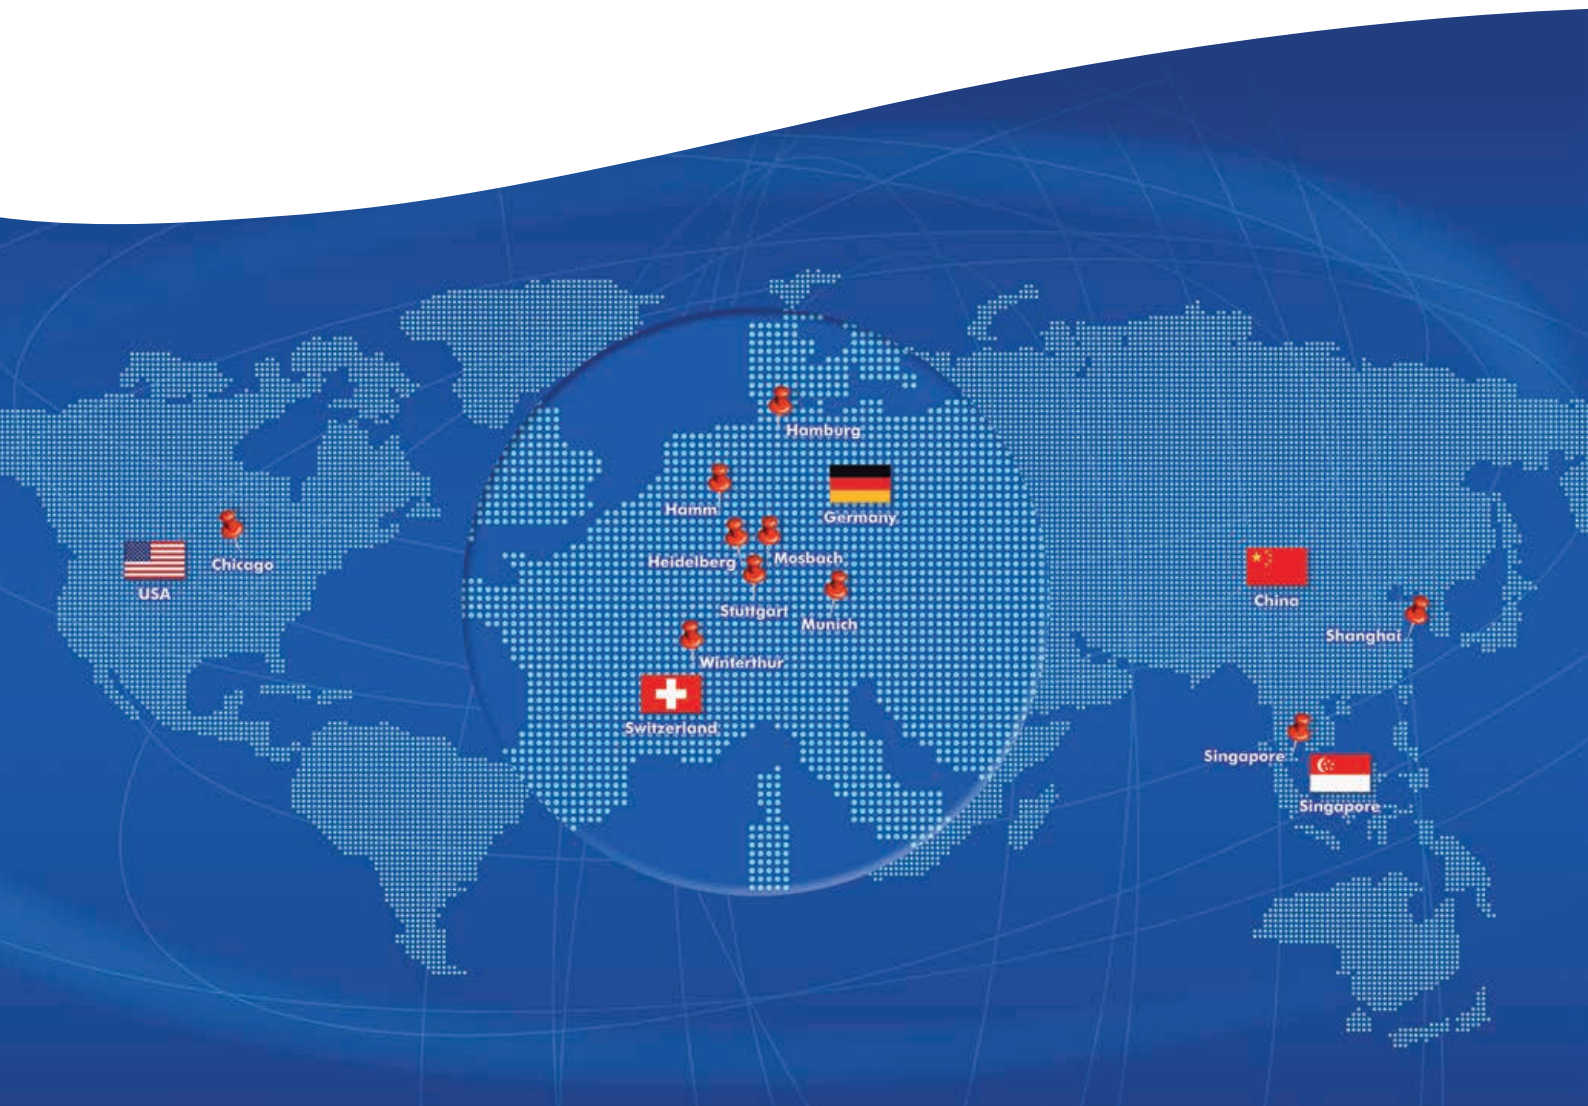 Hamburg
Hamm
Germany
Heidelberg
Mosbach
Chicago
USA
Stuttgart
Munich
China
Shanghai
Winterthur
Switzerland
Singapore
Singapore